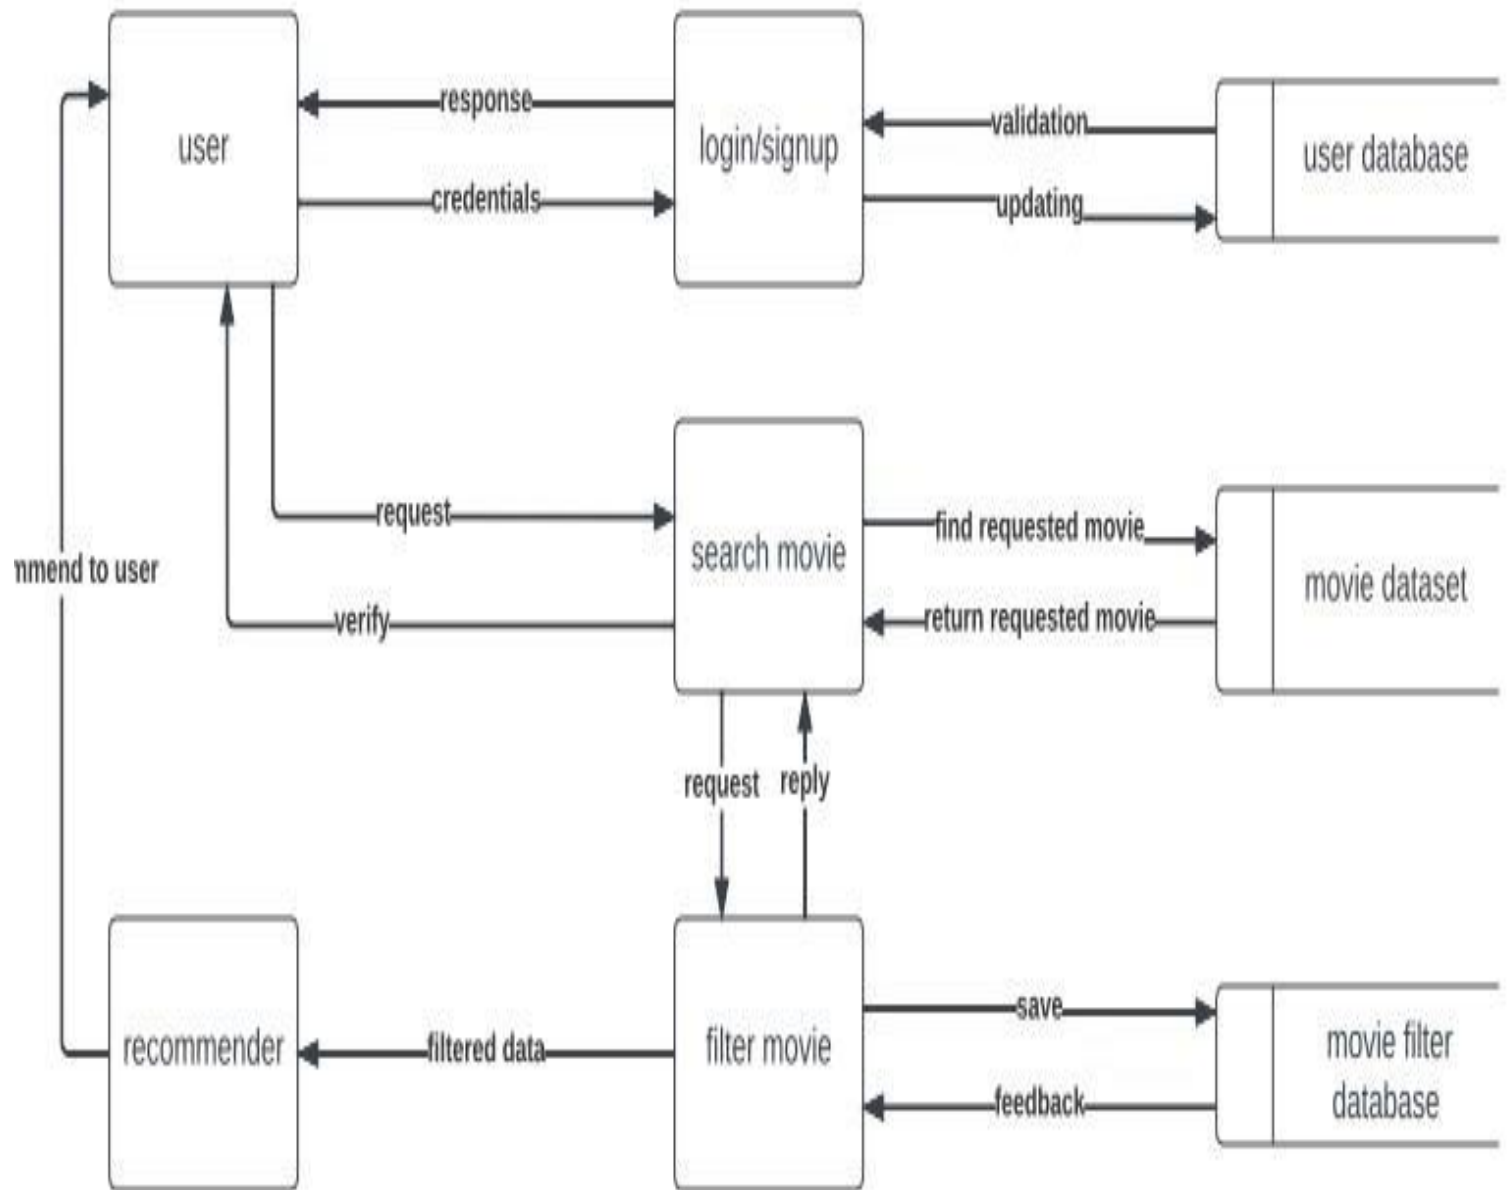 response
validation
user
login/signup
user database
credentials
updating
request
find requested movie
search movie
movie dataset
mmend to user
verify
return requested movie
request
reply
save
recommender
filtered data
filter movie
movie filter
database
feedback